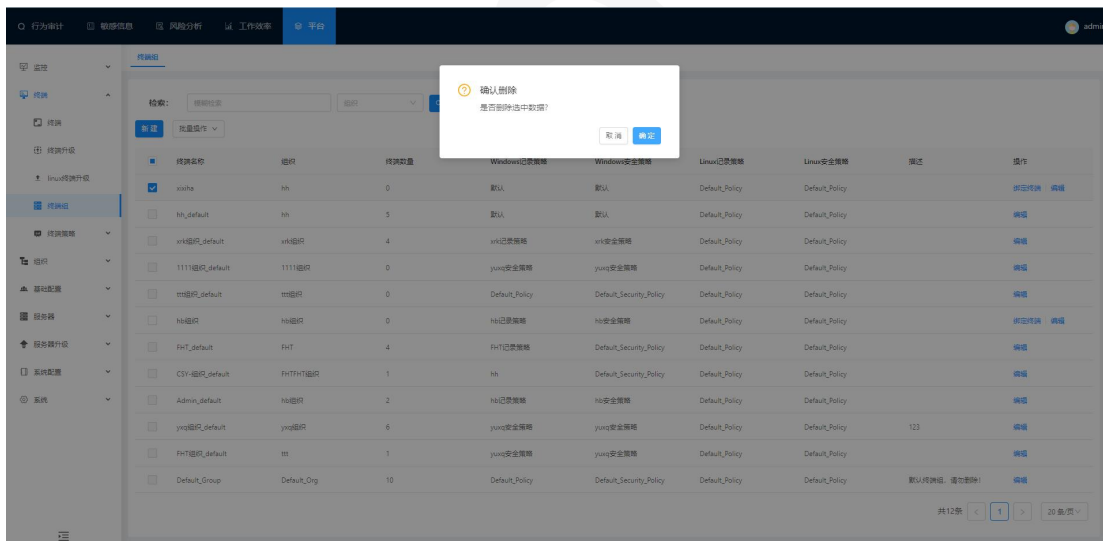 行为审计 敏感信息 风险分析 工作效率 平台 admin
监控 终端组
终端
终端
终端升级
linux终端升级
终端组
终端策略
组织
基础配置
服务器
服务器升级
系统配置
系统
检索: 模糊检索 组织
新建 批量操作
确认删除
是否删除选中数据?
取消 确定
终端名称 组织 终端数量 Windows记录策略 Windows安全策略 Linux记录策略 Linux安全策略 描述 操作
xixiha hh 0 默认 默认 Default_Policy Default_Policy 绑定终端 编辑
hh_default hh 5 默认 默认 Default_Policy Default_Policy 编辑
xrk组织_default xrk组织 4 xrk记录策略 xrk安全策略 Default_Policy Default_Policy 编辑
1111组织_default 1111组织 0 yuxq安全策略 yuxq安全策略 Default_Policy Default_Policy 编辑
tttt组织_default tttt组织 0 Default_Policy Default_Security_Policy Default_Policy Default_Policy 编辑
hb组织 hb组织 0 hb记录策略 hb安全策略 Default_Policy Default_Policy 绑定终端 编辑
FHT_default FHT 4 FHT记录策略 Default_Security_Policy Default_Policy Default_Policy 编辑
CSY-组织_default FHTFHT组织 1 hh Default_Security_Policy Default_Policy Default_Policy 编辑
Admin_default hb组织 2 hb记录策略 hb安全策略 Default_Policy Default_Policy 编辑
yxq组织_default yxq组织 6 yuxq安全策略 yuxq安全策略 Default_Policy Default_Policy 123 编辑
FHT组织_default ttt 1 yuxq安全策略 yuxq安全策略 Default_Policy Default_Policy 编辑
Default_Group Default_Org 10 Default_Policy Default_Security_Policy Default_Policy Default_Policy 默认终端组，请勿删除! 编辑
共12条 < 1 > 20 条/页